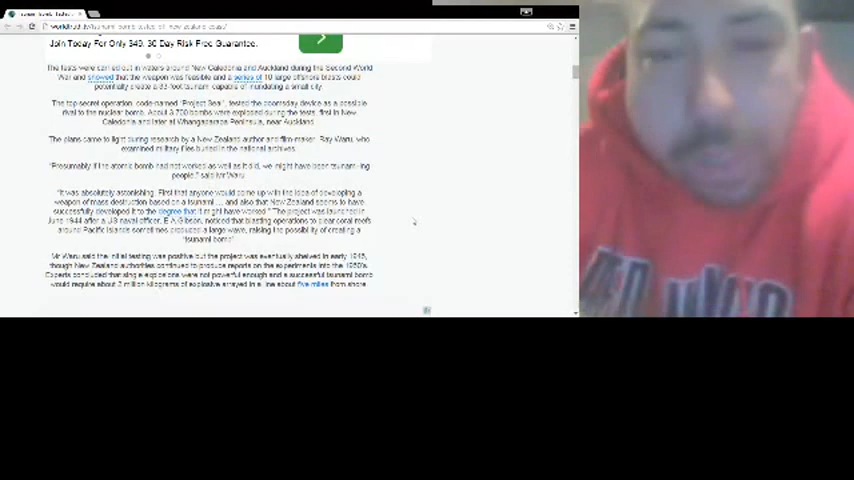 worldtruth.tv/tsunami_bomb_tested_off_new_zealand_coast/
Join Today For Only $49. 30 Day Risk Free Guarantee.
The tests were carried out in waters around New Caledonia and Auckland during the Second World
War and showed that the weapon was feasible and a series of 10 large offshore blasts could
potentially create a 33-foot tsunami capable of inundating a small city.
The top-secret operation, code-named "Project Seal", tested the doomsday device as a possible
rival to the nuclear bomb. About 3,700 bombs were exploded during the tests, first in New
Caledonia and later at Whangaparaoa Peninsula, near Auckland.
The plans came to light during research by a New Zealand author and film-maker, Ray Waru, who
examined military files buried in the national archives.
"Presumably if the atomic bomb had not worked as well as it did, we might have been tsunami-ing
people," said Mr Waru.
"It was absolutely astonishing. First that anyone would come up with the idea of developing a
weapon of mass destruction based on a tsunami ... and also that New Zealand seems to have
successfully developed it to the degree that it might have worked." The project was launched in
June 1944 after a US naval officer, E A Gibson, noticed that blasting operations to clear coral reefs
around Pacific islands sometimes produced a large wave, raising the possibility of creating a
"tsunami bomb".
Mr Waru said the initial testing was positive but the project was eventually shelved in early 1945,
though New Zealand authorities continued to produce reports on the experiments into the 1950's.
Experts concluded that single explosions were not powerful enough and a successful tsunami bomb
would require about 2 million kilograms of explosive arrayed in a line about five miles from shore